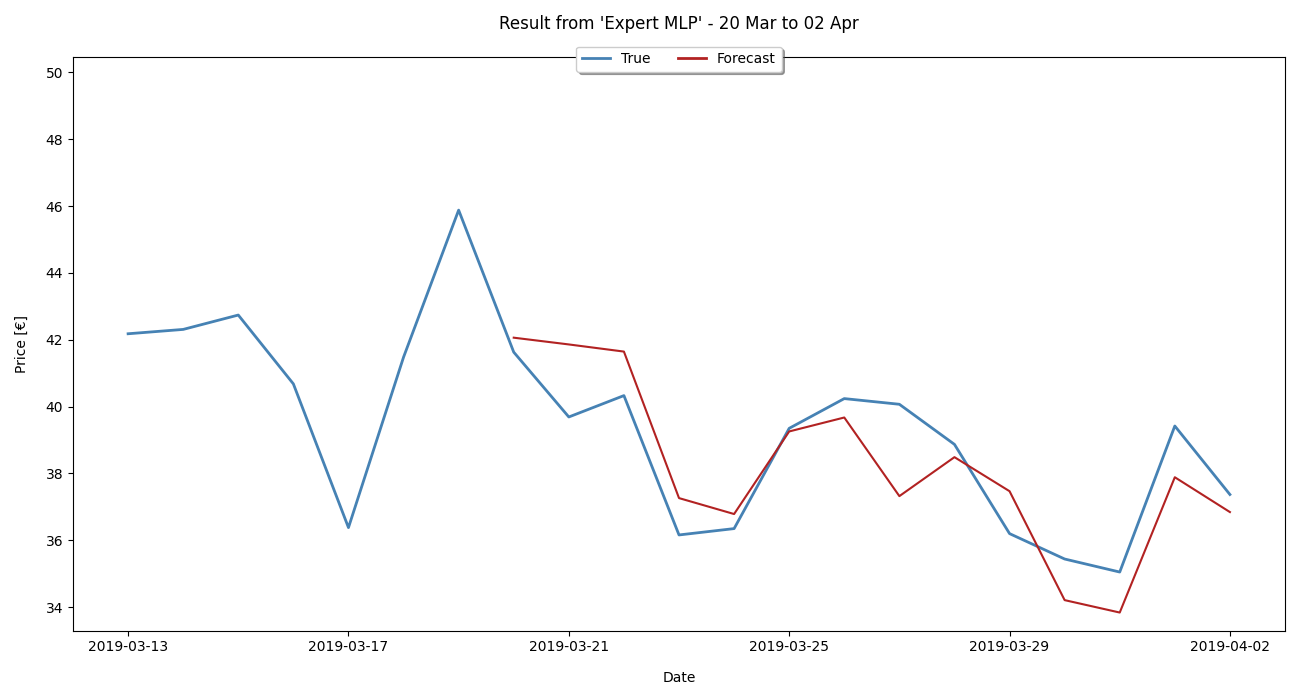 Result from 'Expert MLP' - 20 Mar to 02 Apr
True Forecast
50
48
46
44
42
40
38
36
34
Price [€]
2019-03-13 2019-03-17 2019-03-21 2019-03-25 2019-03-29 2019-04-02
Date